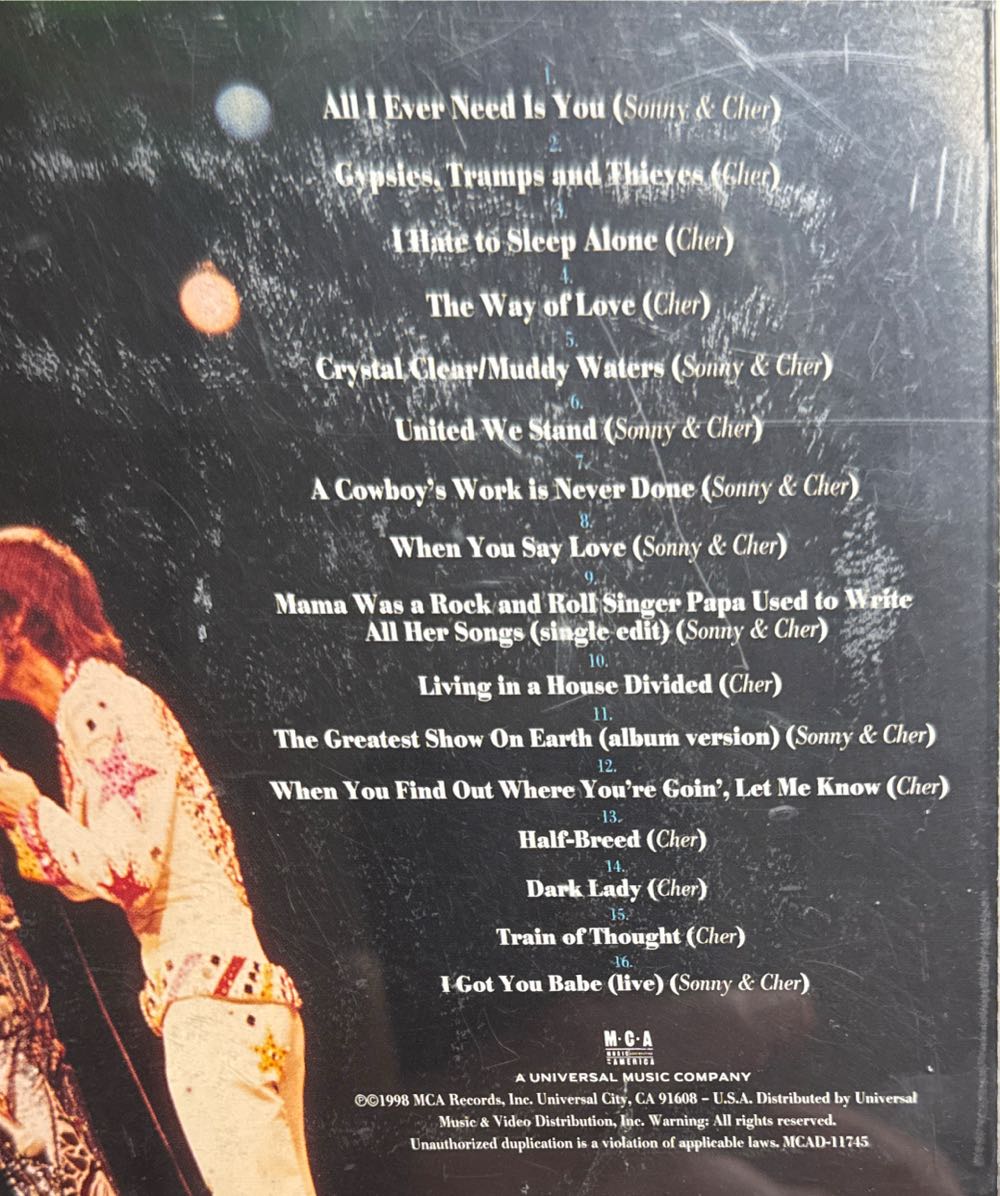 1.
All I Ever Need Is You (Sonny & Cher)
2.
Gypsies, Tramps and Thieves (Cher)
3.
I Hate to Sleep Alone (Cher)
4.
The Way of Love (Cher)
5.
Crystal Clear/Muddy Waters (Sonny & Cher)
6.
United We Stand (Sonny & Cher)
7.
A Cowboy's Work is Never Done (Sonny & Cher)
8.
When You Say Love (Sonny & Cher)
9.
Mama Was a Rock and Roll Singer Papa Used to Write
All Her Songs (single edit) (Sonny & Cher)
10.
Living in a House Divided (Cher)
11.
The Greatest Show On Earth (album version) (Sonny & Cher)
12.
When You Find Out Where You're Goin', Let Me Know (Cher)
13.
Half-Breed (Cher)
14.
Dark Lady (Cher)
15.
Train of Thought (Cher)
16.
I Got You Babe (live) (Sonny & Cher)
M·C·A
MUSIC
AMERICA
A UNIVERSAL MUSIC COMPANY
℗©1998 MCA Records, Inc. Universal City, CA 91608 – U.S.A. Distributed by Universal
Music & Video Distribution, Inc. Warning: All rights reserved.
Unauthorized duplication is a violation of applicable laws. MCAD-11745